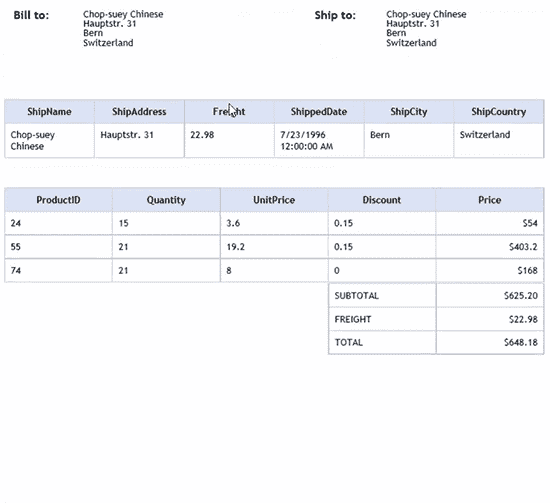 Bill to: Chop-suey Chinese Ship to: Chop-suey Chinese
Hauptstr. 31 Hauptstr. 31
Bern Bern
Switzerland Switzerland
ShipName ShipAddress Freight ShippedDate ShipCity ShipCountry
Chop-suey Hauptstr. 31 22.98 7/23/1996 Bern Switzerland
Chinese 12:00:00 AM
ProductID Quantity UnitPrice Discount Price
24 15 3.6 0.15 $54
55 21 19.2 0.15 $403.2
74 21 8 0 $168
SUBTOTAL $625.20
FREIGHT $22.98
TOTAL $648.18